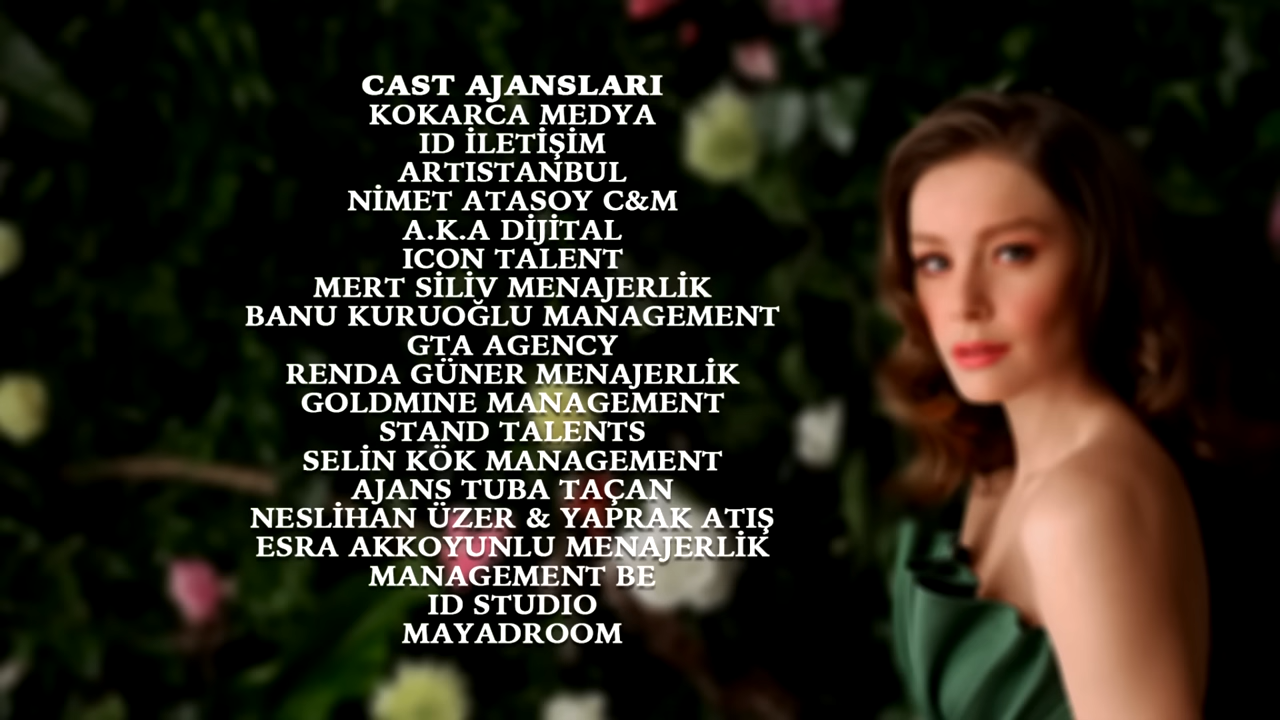 CAST AJANSLARI
KOKARCA MEDYA
ID İLETİŞİM
ARTISTANBUL
NİMET ATASOY C&M
A.K.A DİJİTAL
ICON TALENT
MERT SİLİV MENAJERLİK
BANU KURUOĞLU MANAGEMENT
GTA AGENCY
RENDA GÜNER MENAJERLİK
GOLDMINE MANAGEMENT
STAND TALENTS
SELİN KÖK MANAGEMENT
AJANS TUBA TAÇAN
NESLİHAN ÜZER & YAPRAK ATIŞ
ESRA AKKOYUNLU MENAJERLİK
MANAGEMENT BE
ID STUDIO
MAYADROOM